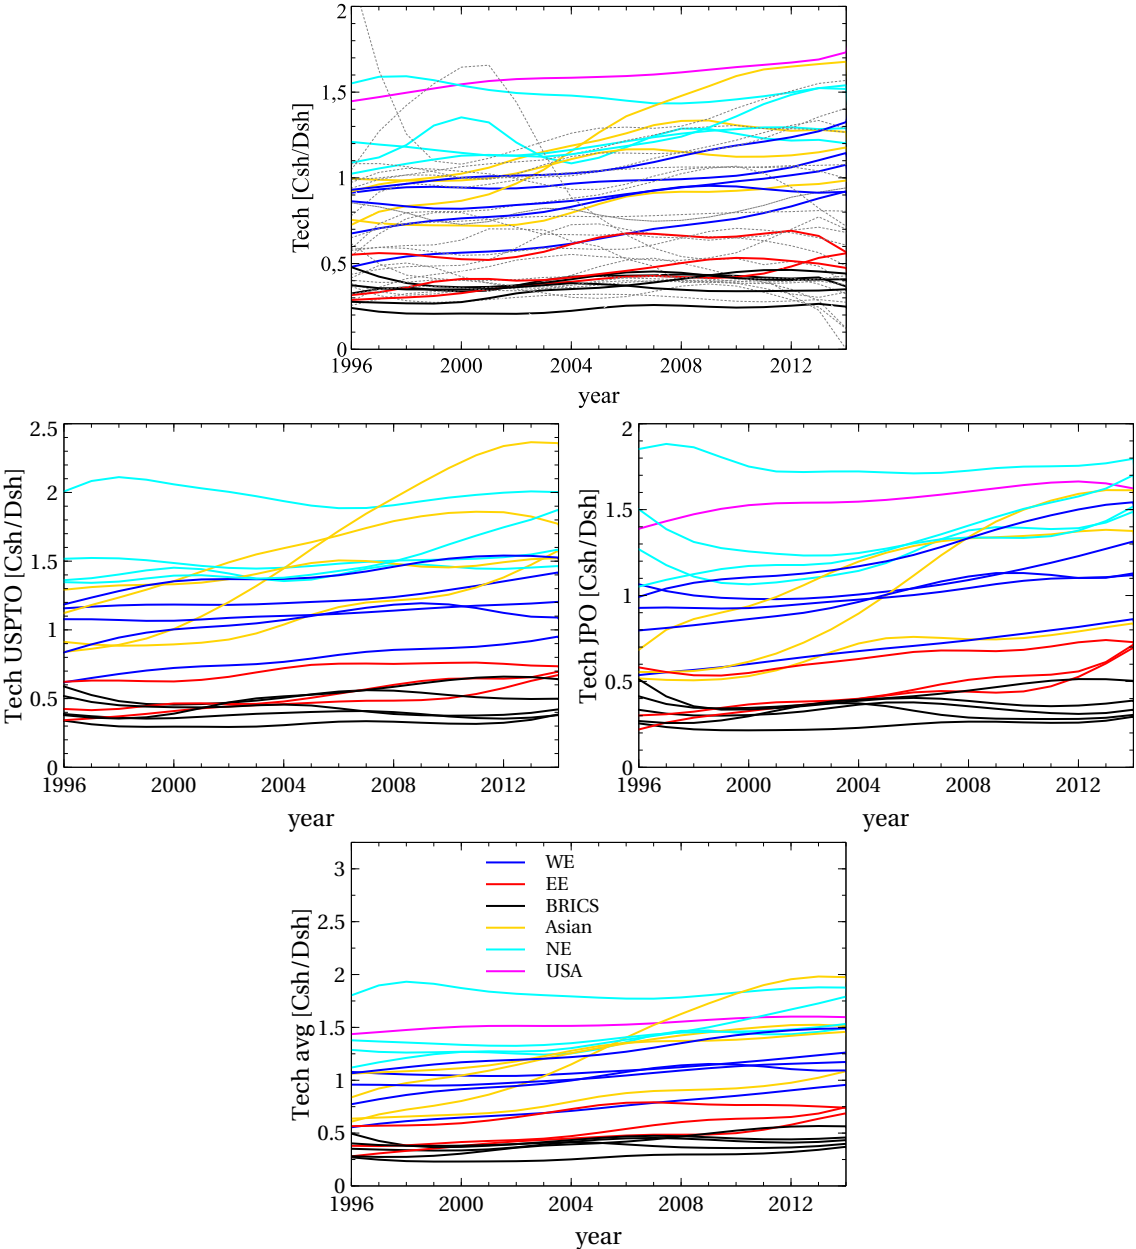 2
1.5
1
0.5
0
Tech [Csh/Dsh]
1996 2000 2004 2008 2012
year
2.5
2
1.5
1
0.5
0
Tech USPTO [Csh/Dsh]
1996 2000 2004 2008 2012
year
2
1.5
1
0.5
0
Tech JPO [Csh/Dsh]
1996 2000 2004 2008 2012
year
3
2.5
2
1.5
1
0.5
0
Tech avg [Csh/Dsh]
WE
EE
BRICS
Asian
NE
USA
1996 2000 2004 2008 2012
year